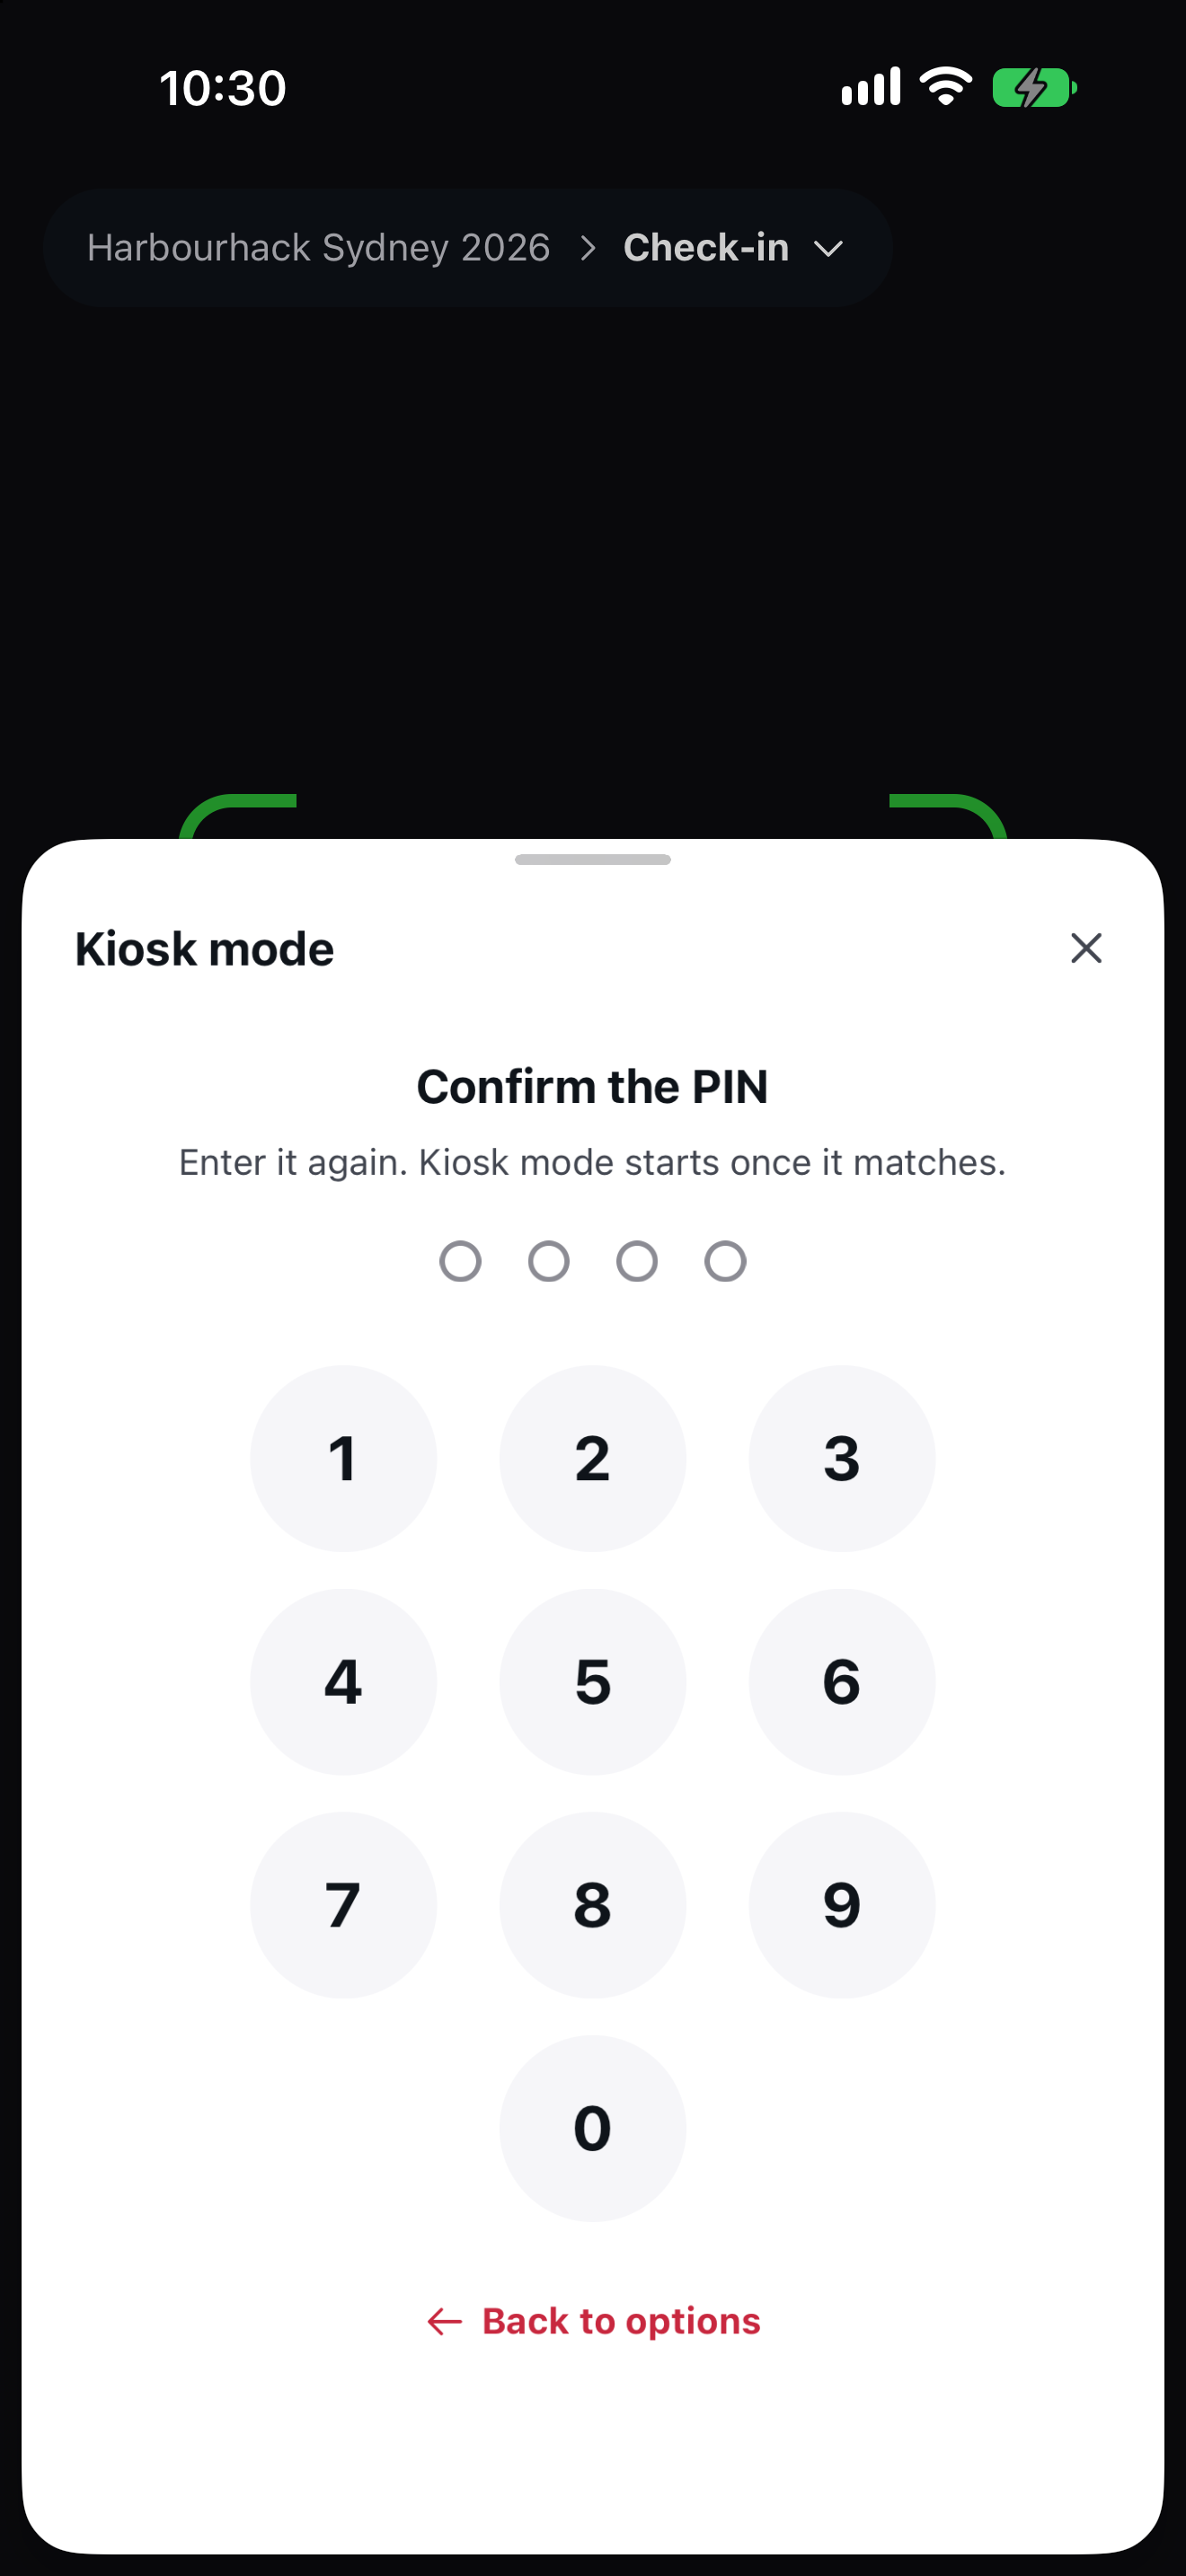 10:30
Harbourhack Sydney 2026 > Check-in
Kiosk mode
Confirm the PIN
Enter it again. Kiosk mode starts once it matches.
1 2 3
4 5 6
7 8 9
0
← Back to options